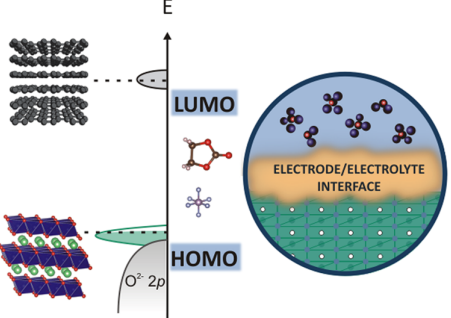 E
LUMO
ELECTRODE/ELECTROLYTE
INTERFACE
HOMO
O²⁻ 2p